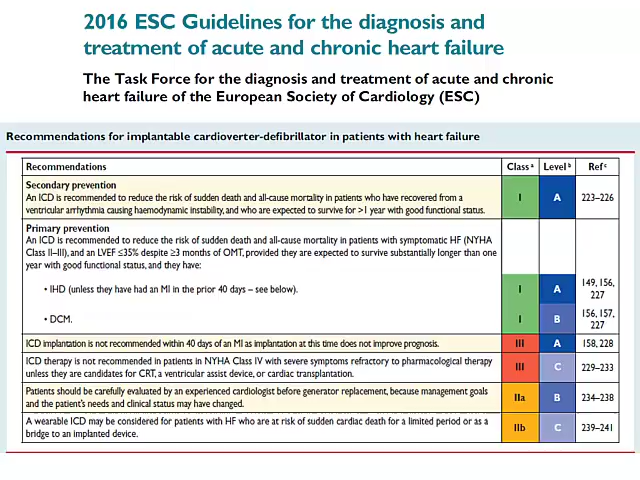 2016 ESC Guidelines for the diagnosis and
treatment of acute and chronic heart failure
The Task Force for the diagnosis and treatment of acute and chronic
heart failure of the European Society of Cardiology (ESC)
Recommendations for implantable cardioverter-defibrillator in patients with heart failure
Recommendations Class a Level b Ref c
Secondary prevention
An ICD is recommended to reduce the risk of sudden death and all-cause mortality in patients who have recovered from a
ventricular arrhythmia causing haemodynamic instability, and who are expected to survive for >1 year with good functional status.
I A 223–226
Primary prevention
An ICD is recommended to reduce the risk of sudden death and all-cause mortality in patients with symptomatic HF (NYHA
Class II–III), and an LVEF ≤35% despite ≥3 months of OMT, provided they are expected to survive substantially longer than one
year with good functional status, and they have:
• IHD (unless they have had an MI in the prior 40 days – see below). I A 149, 156,
227
• DCM. I B 156, 157,
227
ICD implantation is not recommended within 40 days of an MI as implantation at this time does not improve prognosis. III A 158, 228
ICD therapy is not recommended in patients in NYHA Class IV with severe symptoms refractory to pharmacological therapy
unless they are candidates for CRT, a ventricular assist device, or cardiac transplantation.
III C 229–233
Patients should be carefully evaluated by an experienced cardiologist before generator replacement, because management goals
and the patient's needs and clinical status may have changed.
IIa B 234–238
A wearable ICD may be considered for patients with HF who are at risk of sudden cardiac death for a limited period or as a
bridge to an implanted device.
IIb C 239–241